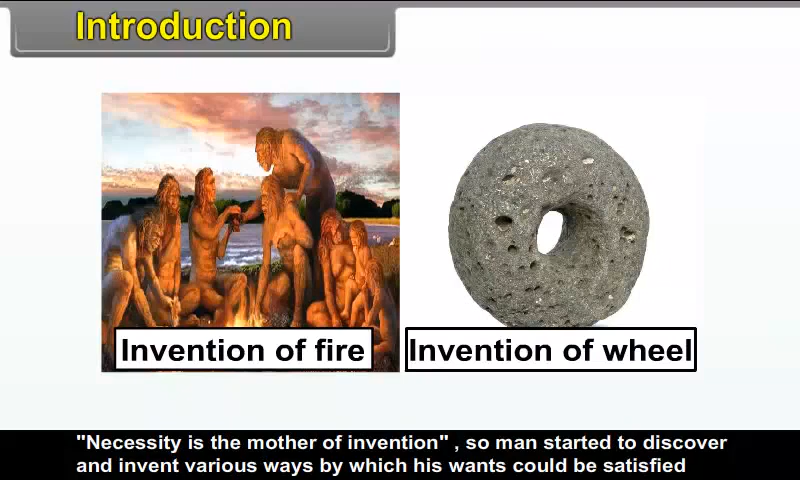 Introduction
Invention of fire
Invention of wheel
"Necessity is the mother of invention" , so man started to discover
and invent various ways by which his wants could be satisfied